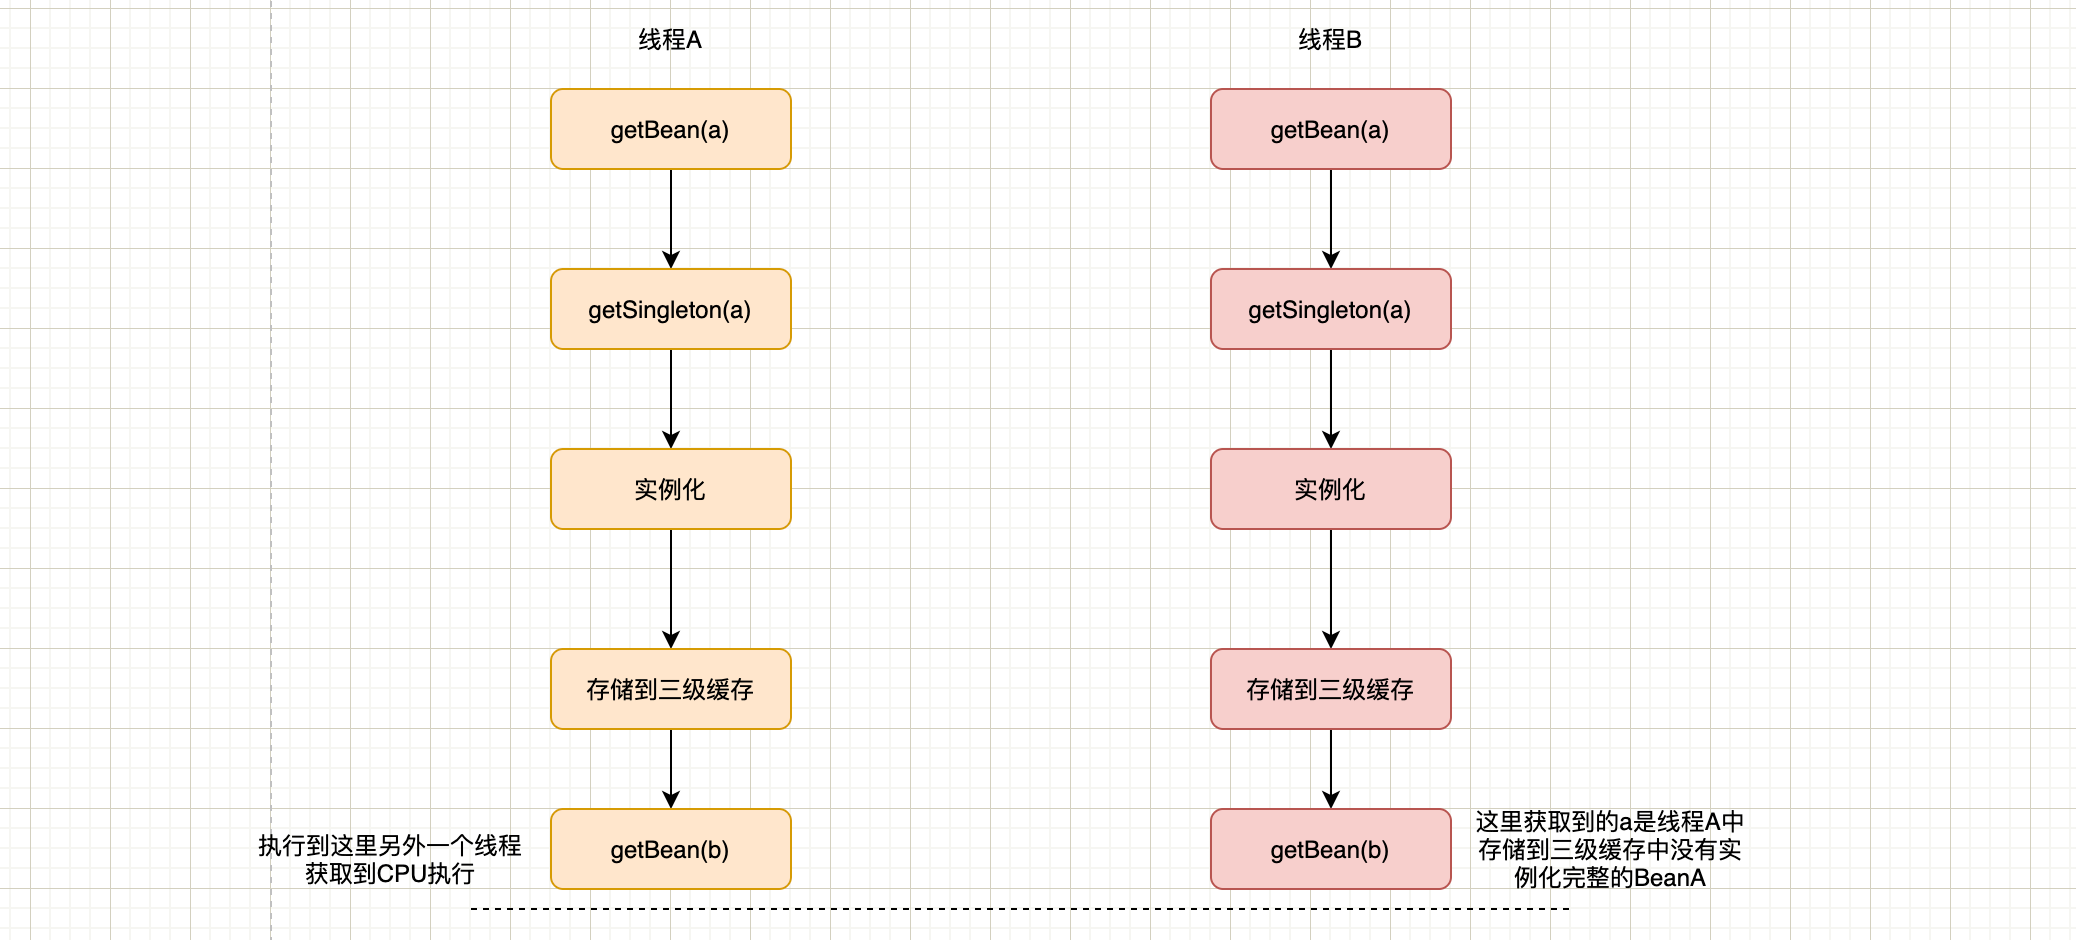 线程A
线程B
getBean(a)
getBean(a)
getSingleton(a)
getSingleton(a)
实例化
实例化
存储到三级缓存
存储到三级缓存
执行到这里另外一个线程
获取到CPU执行
getBean(b)
getBean(b)
这里获取到的a是线程A中
存储到三级缓存中没有实
例化完整的BeanA